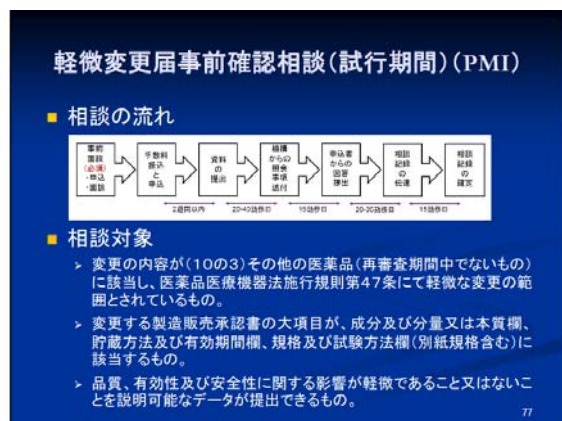 軽微変更届事前確認相談（試行期間）（PMI）
■ 相談の流れ
事前
面談
（必須）
・申込
・面談
手数料
振込
と
申込
資料
の
提出
機構
からの
照会
事項
送付
申込者
からの
回答
提出
相談
記録
の
伝達
相談
記録
の
確定
2週間以内
20-40勤務日
15勤務日
20-30勤務日
15勤務日
■ 相談対象
➢ 変更の内容が（10の3）その他の医薬品（再審査期間中でないもの）
に該当し、医薬品医療機器法施行規則第47条にて軽微な変更の範
囲とされているもの。
➢ 変更する製造販売承認書の大項目が、成分及び分量又は本質欄、
貯蔵方法及び有効期間欄、規格及び試験方法欄（別紙規格含む）に
該当するもの。
➢ 品質、有効性及び安全性に関する影響が軽微であること又はないこ
とを説明可能なデータが提出できるもの。
77